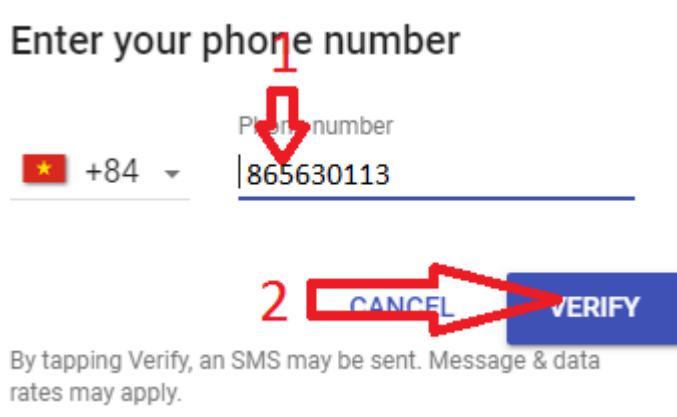 Enter your phone number
1
Phone number
+84 865630113
2 CANCEL VERIFY
By tapping Verify, an SMS may be sent. Message & data
rates may apply.